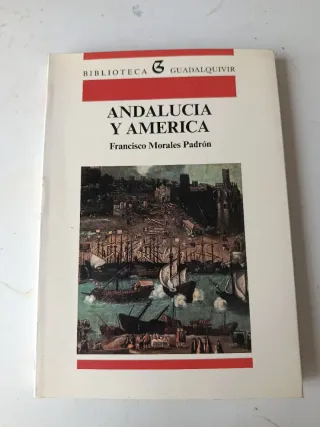 BIBLIOTECA G GUADALQUIVIR
ANDALUCIA
Y AMERICA
Francisco Morales Padrón